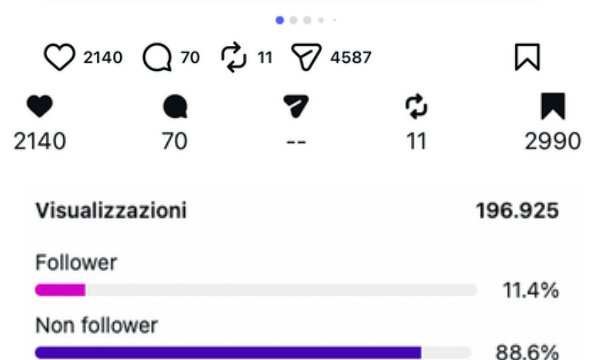 2140 70 11 4587
2140 70 -- 11 2990
Visualizzazioni 196.925
Follower
11.4%
Non follower
88.6%